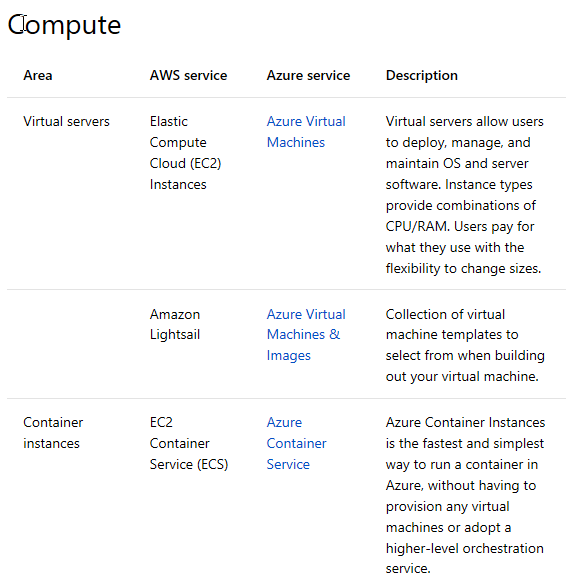 Compute
Area AWS service Azure service Description
Virtual servers Elastic Compute Cloud (EC2) Instances Azure Virtual Machines Virtual servers allow users to deploy, manage, and maintain OS and server software. Instance types provide combinations of CPU/RAM. Users pay for what they use with the flexibility to change sizes.
Amazon Lightsail Azure Virtual Machines & Images Collection of virtual machine templates to select from when building out your virtual machine.
Container instances EC2 Container Service (ECS) Azure Container Service Azure Container Instances is the fastest and simplest way to run a container in Azure, without having to provision any virtual machines or adopt a higher-level orchestration service.